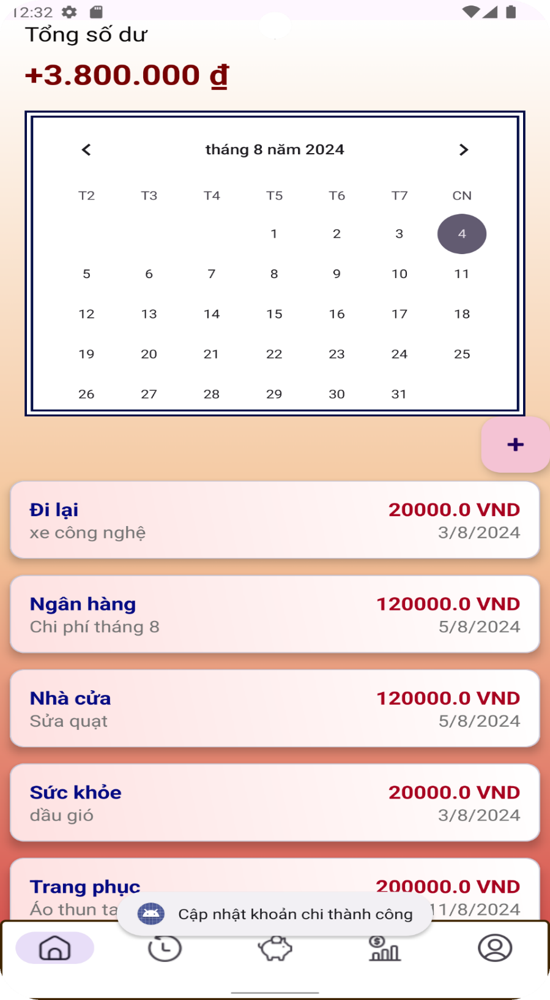 12:32
Tổng số dư
+3.800.000 ₫
tháng 8 năm 2024
T2 T3 T4 T5 T6 T7 CN
1 2 3 4
5 6 7 8 9 10 11
12 13 14 15 16 17 18
19 20 21 22 23 24 25
26 27 28 29 30 31
+
Đi lại 20000.0 VND
xe công nghệ 3/8/2024
Ngân hàng 120000.0 VND
Chi phí tháng 8 5/8/2024
Nhà cửa 120000.0 VND
Sửa quạt 5/8/2024
Sức khỏe 20000.0 VND
dầu gió 3/8/2024
Trang phục 200000.0 VND
Áo thun 11/8/2024
Cập nhật khoản chi thành công